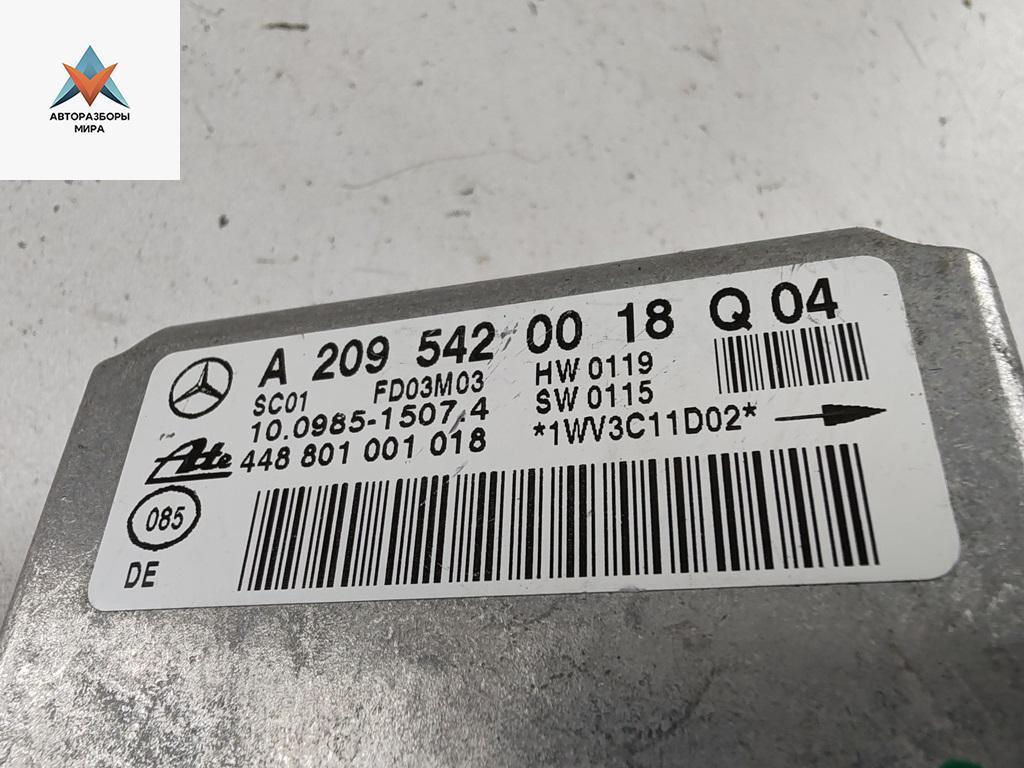 АВТОРАЗБОРЫ
МИРА
A 209 542 00 18 Q 04
SC01 FD03M03 HW 0119
10.0985-1507.4 SW 0115
Ate 448 801 001 018 *1WV3C11D02*
085
DE